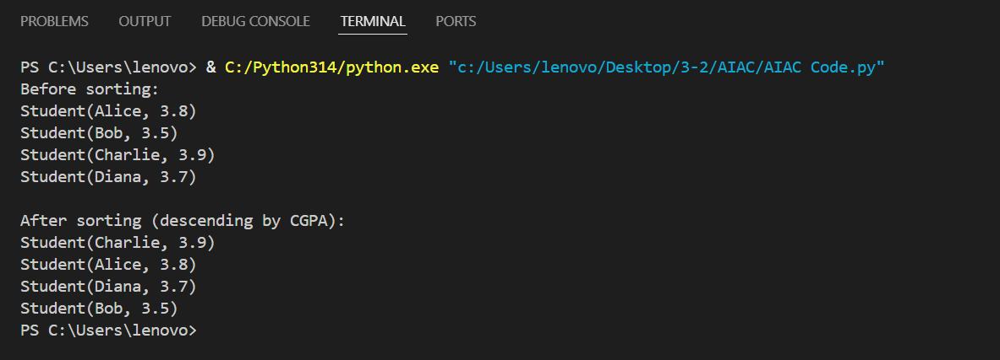 PROBLEMS OUTPUT DEBUG CONSOLE TERMINAL PORTS
PS C:\Users\lenovo> & C:/Python314/python.exe "c:/Users/lenovo/Desktop/3-2/AIAC/AIAC Code.py"
Before sorting:
Student(Alice, 3.8)
Student(Bob, 3.5)
Student(Charlie, 3.9)
Student(Diana, 3.7)

After sorting (descending by CGPA):
Student(Charlie, 3.9)
Student(Alice, 3.8)
Student(Diana, 3.7)
Student(Bob, 3.5)
PS C:\Users\lenovo>